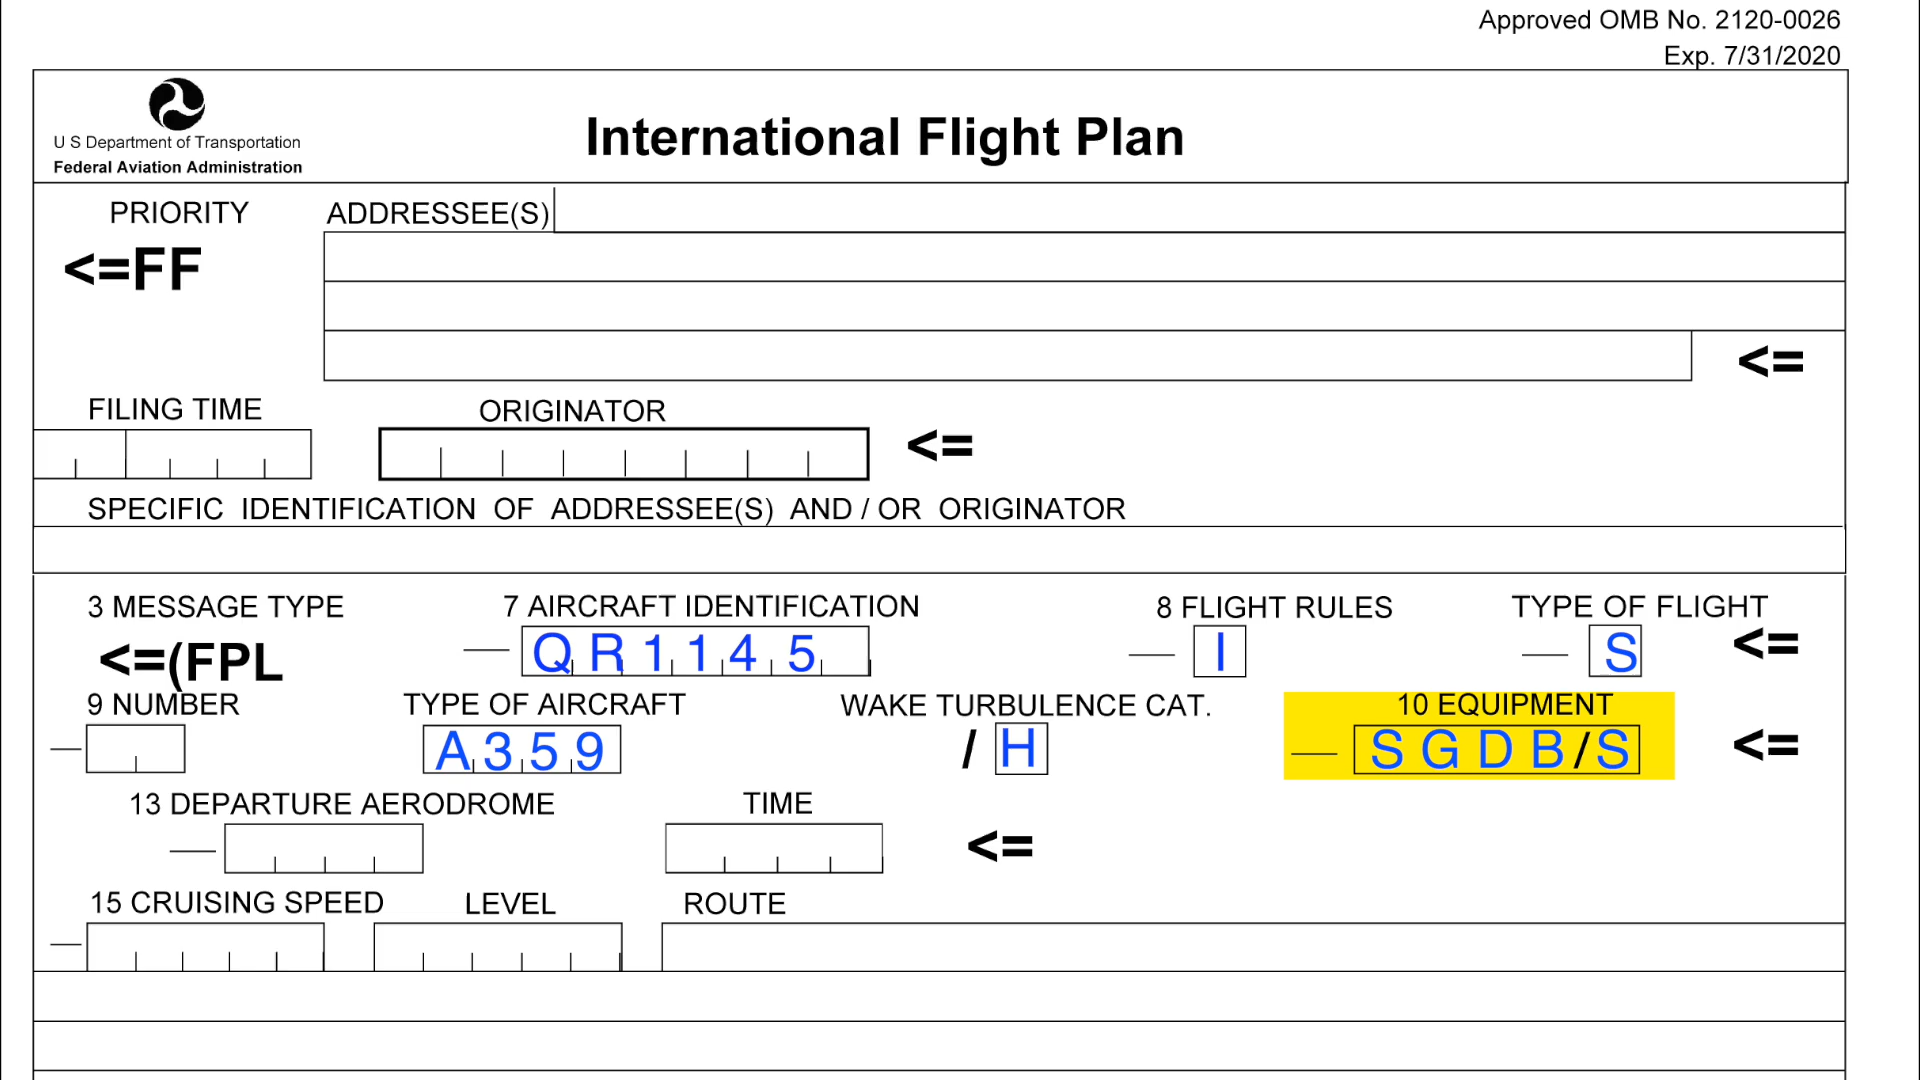 Approved OMB No. 2120-0026
Exp. 7/31/2020
U S Department of Transportation
Federal Aviation Administration
International Flight Plan
PRIORITY
ADDRESSEE(S)
<=FF
<=
FILING TIME
ORIGINATOR
<=
SPECIFIC IDENTIFICATION OF ADDRESSEE(S) AND / OR ORIGINATOR
3 MESSAGE TYPE
7 AIRCRAFT IDENTIFICATION
8 FLIGHT RULES
TYPE OF FLIGHT
<=(FPL
QR1145
I
S
<=
9 NUMBER
TYPE OF AIRCRAFT
WAKE TURBULENCE CAT.
10 EQUIPMENT
A359
/ H
SGDB/S
<=
13 DEPARTURE AERODROME
TIME
<=
15 CRUISING SPEED
LEVEL
ROUTE